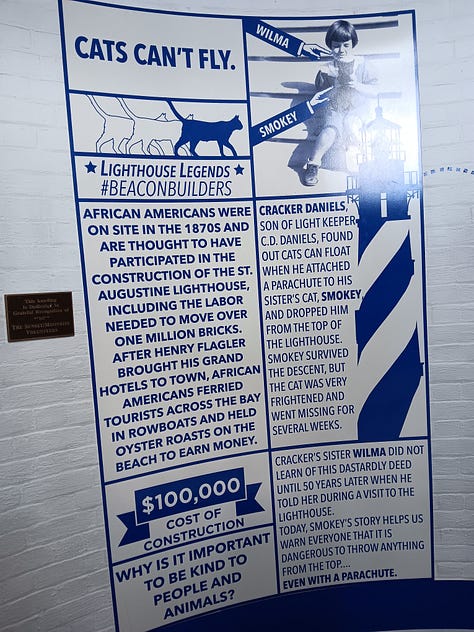 CATS CAN'T FLY.
LIGHTHOUSE LEGENDS
#BEACONBUILDERS
WILMA
SMOKEY
AFRICAN AMERICANS WERE
ON SITE IN THE 1870S AND
ARE THOUGHT TO HAVE
PARTICIPATED IN THE
CONSTRUCTION OF THE ST.
AUGUSTINE LIGHTHOUSE,
INCLUDING THE LABOR
NEEDED TO MOVE OVER
ONE MILLION BRICKS.
AFTER HENRY FLAGLER
BROUGHT HIS GRAND
HOTELS TO TOWN, AFRICAN
AMERICANS FERRIED
TOURISTS ACROSS THE BAY
IN ROWBOATS AND HELD
OYSTER ROASTS ON THE
BEACH TO EARN MONEY.
CRACKER DANIELS,
SON OF LIGHT KEEPER
C.D. DANIELS, FOUND
OUT CATS CAN FLOAT
WHEN HE ATTACHED
A PARACHUTE TO HIS
SISTER'S CAT, SMOKEY
AND DROPPED HIM
FROM THE TOP OF
THE LIGHTHOUSE.
SMOKEY SURVIVED
THE DESCENT, BUT
THE CAT WAS VERY
FRIGHTENED AND
WENT MISSING FOR
SEVERAL WEEKS.
$100,000
COST OF
CONSTRUCTION
WHY IS IT IMPORTANT
TO BE KIND TO
PEOPLE AND
ANIMALS?
CRACKER'S SISTER WILMA DID NOT
LEARN OF THIS DASTARDLY DEED
UNTIL 50 YEARS LATER WHEN HE
TOLD HER DURING A VISIT TO THE
LIGHTHOUSE.
TODAY, SMOKEY'S STORY HELPS US
WARN EVERYONE THAT IT IS
DANGEROUS TO THROW ANYTHING
FROM THE TOP....
EVEN WITH A PARACHUTE.
This Landing
is Dedicated in
Grateful Recognition of
THE SUNSET/MOONRISE
VOLUNTEERS